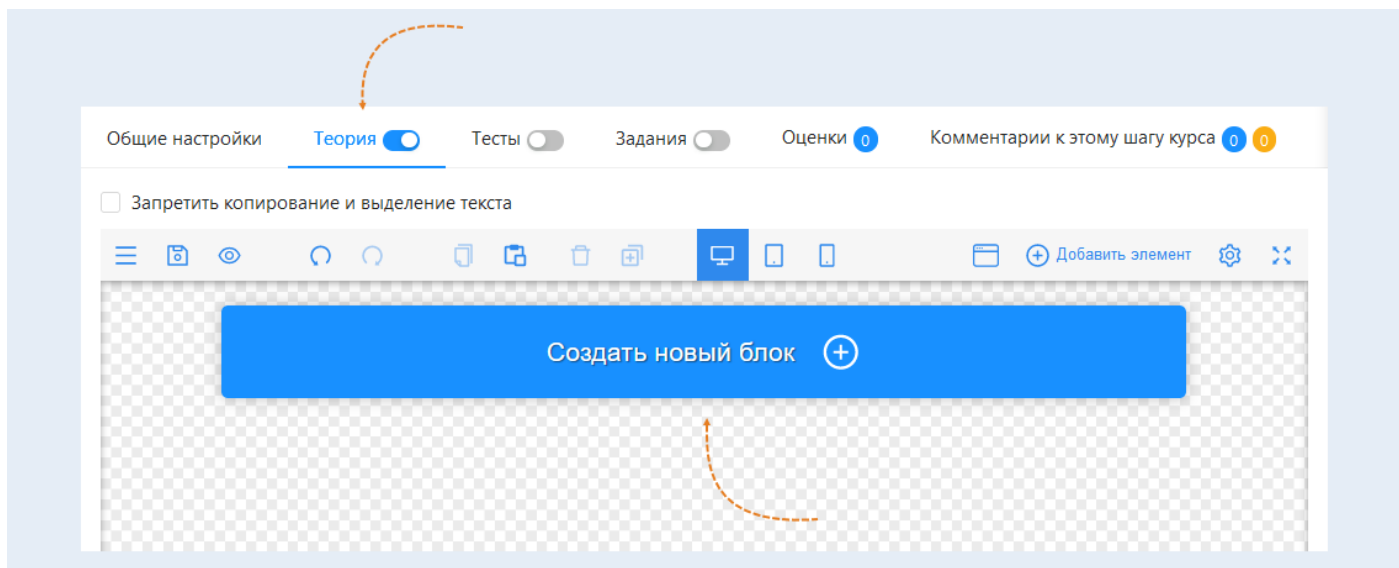 Общие настройки Теория Тесты Задания Оценки 0 Комментарии к этому шагу курса 0 0
Запретить копирование и выделение текста
Добавить элемент
Создать новый блок